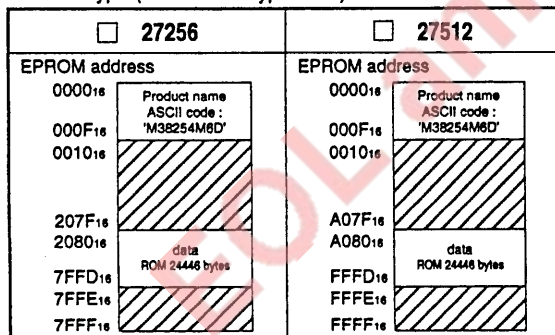 27256
27512
EPROM address
0000₁₆
Product name
ASCII code :
'M38254M6D'
000F₁₆
0010₁₆
207F₁₆
2080₁₆
data
ROM 24446 bytes
7FFD₁₆
7FFE₁₆
7FFF₁₆
EPROM address
0000₁₆
Product name
ASCII code :
'M38254M6D'
000F₁₆
0010₁₆
A07F₁₆
A080₁₆
data
ROM 24446 bytes
FFFD₁₆
FFFE₁₆
FFFF₁₆